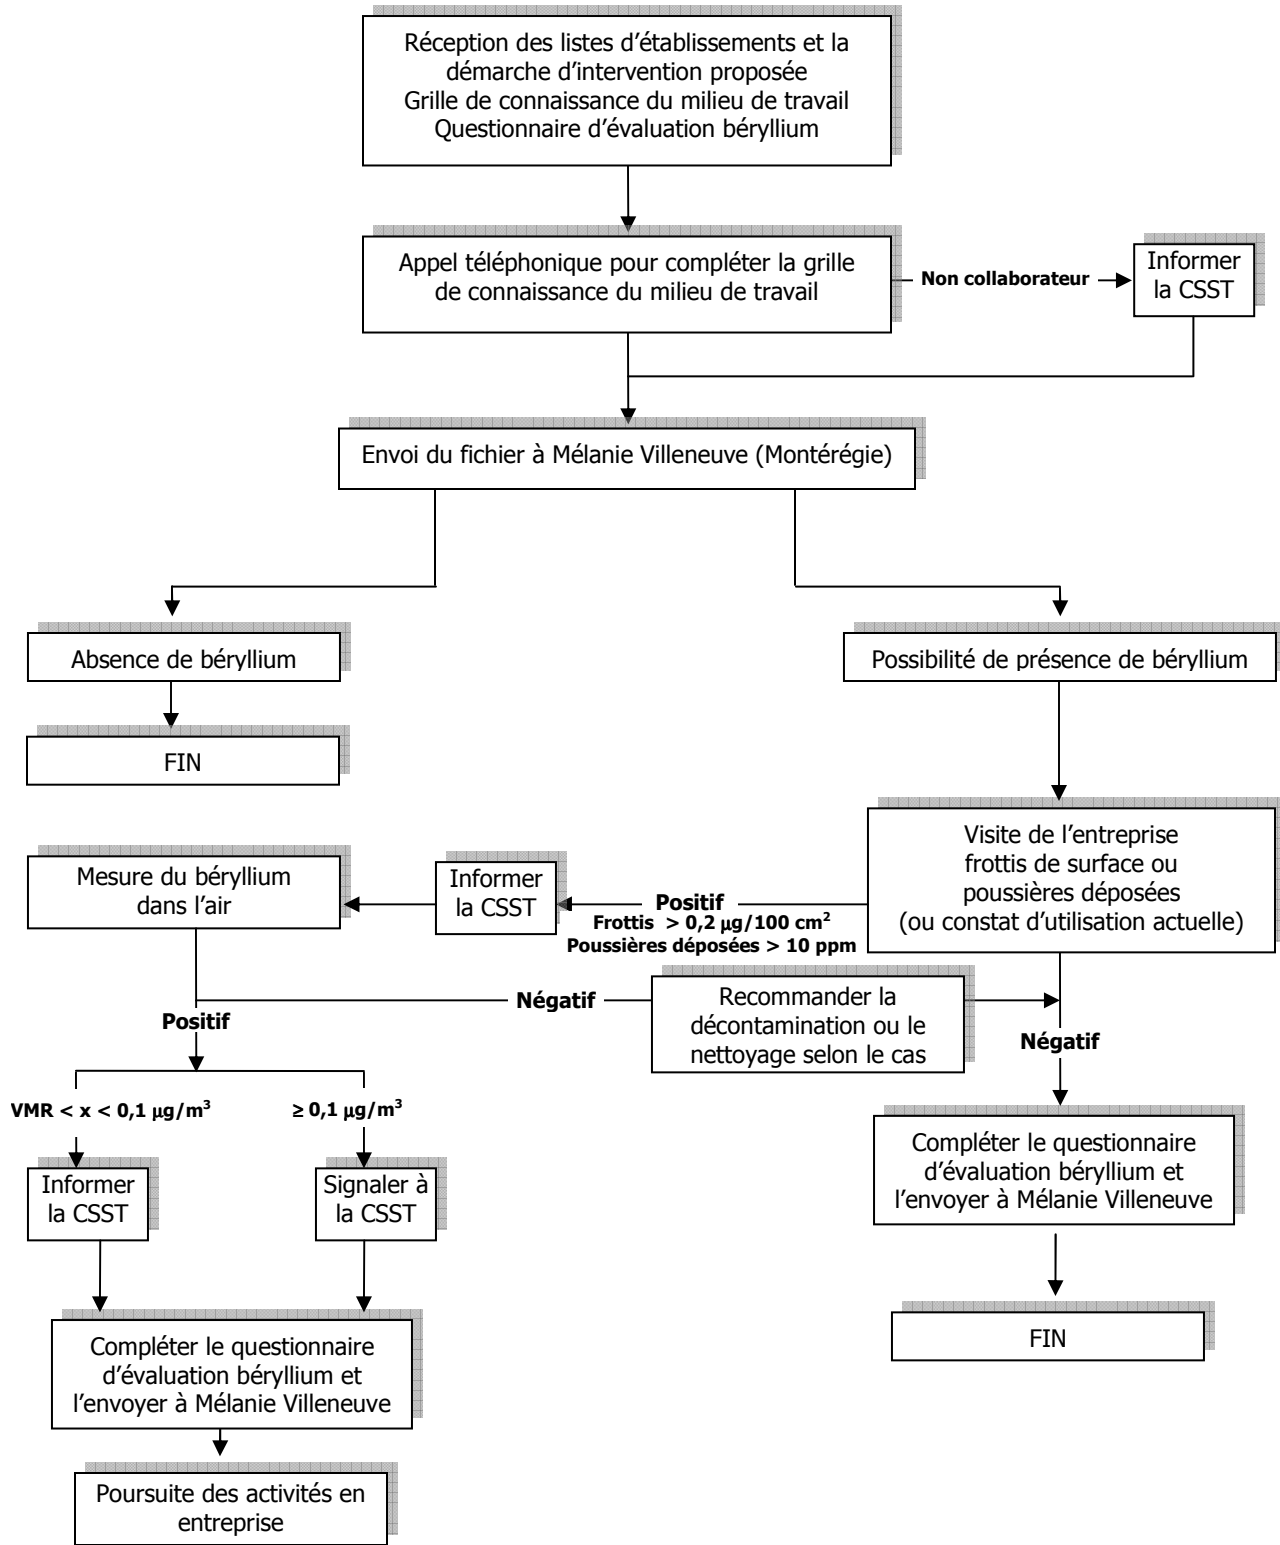 Réception des listes d'établissements et la
démarche d'intervention proposée
Grille de connaissance du milieu de travail
Questionnaire d'évaluation béryllium
Appel téléphonique pour compléter la grille
de connaissance du milieu de travail
Non collaborateur
Informer
la CSST
Envoi du fichier à Mélanie Villeneuve (Montérégie)
Absence de béryllium
Possibilité de présence de béryllium
FIN
Visite de l'entreprise
frottis de surface ou
poussières déposées
(ou constat d'utilisation actuelle)
Positif
Frottis > 0,2 µg/100 cm²
Poussières déposées > 10 ppm
Informer
la CSST
Mesure du béryllium
dans l'air
Négatif
Recommander la
décontamination ou le
nettoyage selon le cas
Négatif
Positif
VMR < x < 0,1 µg/m³
≥ 0,1 µg/m³
Informer
la CSST
Signaler à
la CSST
Compléter le questionnaire
d'évaluation béryllium et
l'envoyer à Mélanie Villeneuve
FIN
Compléter le questionnaire
d'évaluation béryllium et
l'envoyer à Mélanie Villeneuve
Poursuite des activités en
entreprise